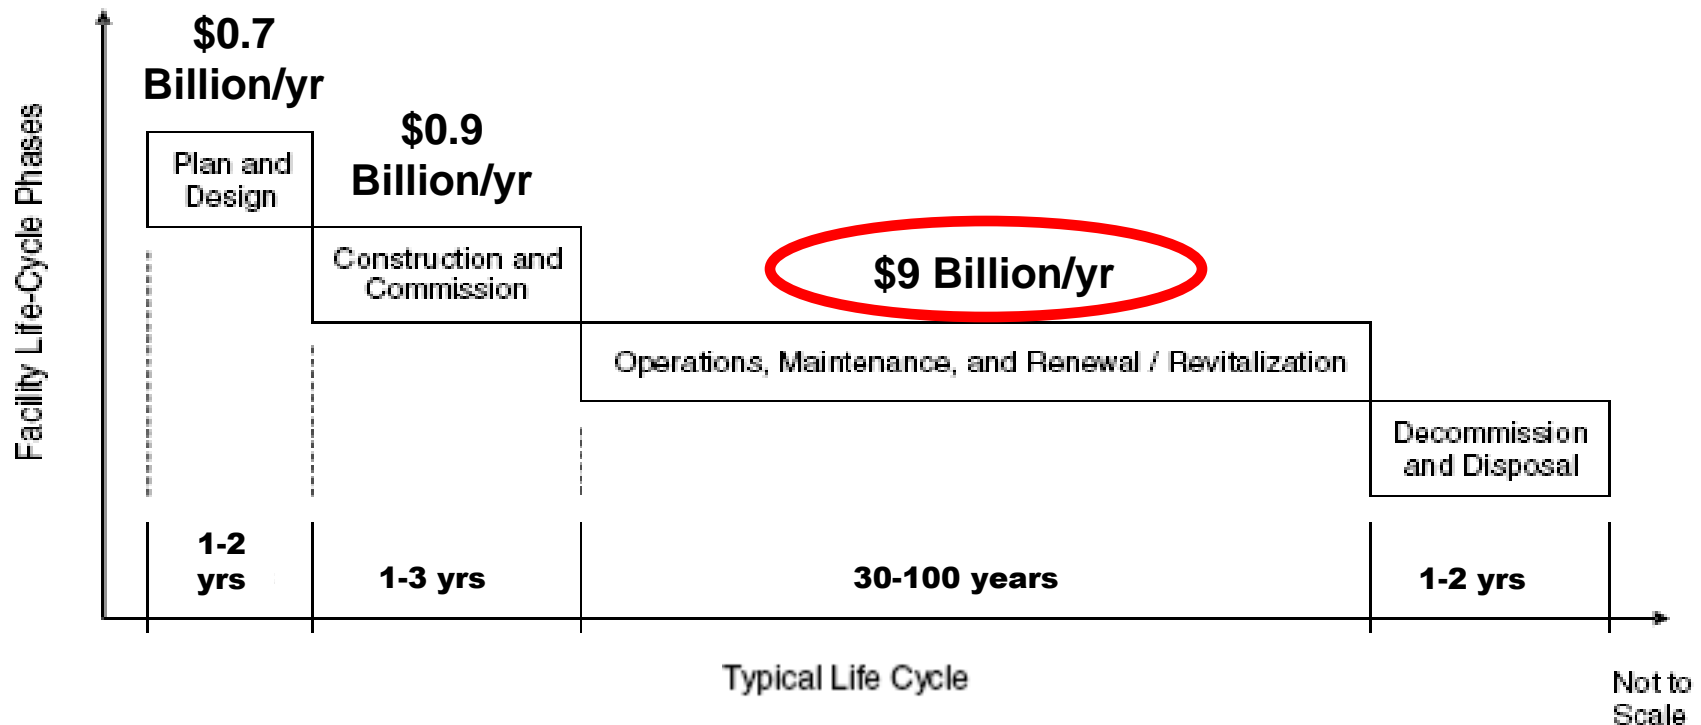 $0.7
Billion/yr
$0.9
Billion/yr
Facility Life-Cycle Phases
Plan and
Design
Construction and
Commission
$9 Billion/yr
Operations, Maintenance, and Renewal / Revitalization
Decommission
and Disposal
1-2
yrs
1-3 yrs
30-100 years
1-2 yrs
Typical Life Cycle
Not to
Scale